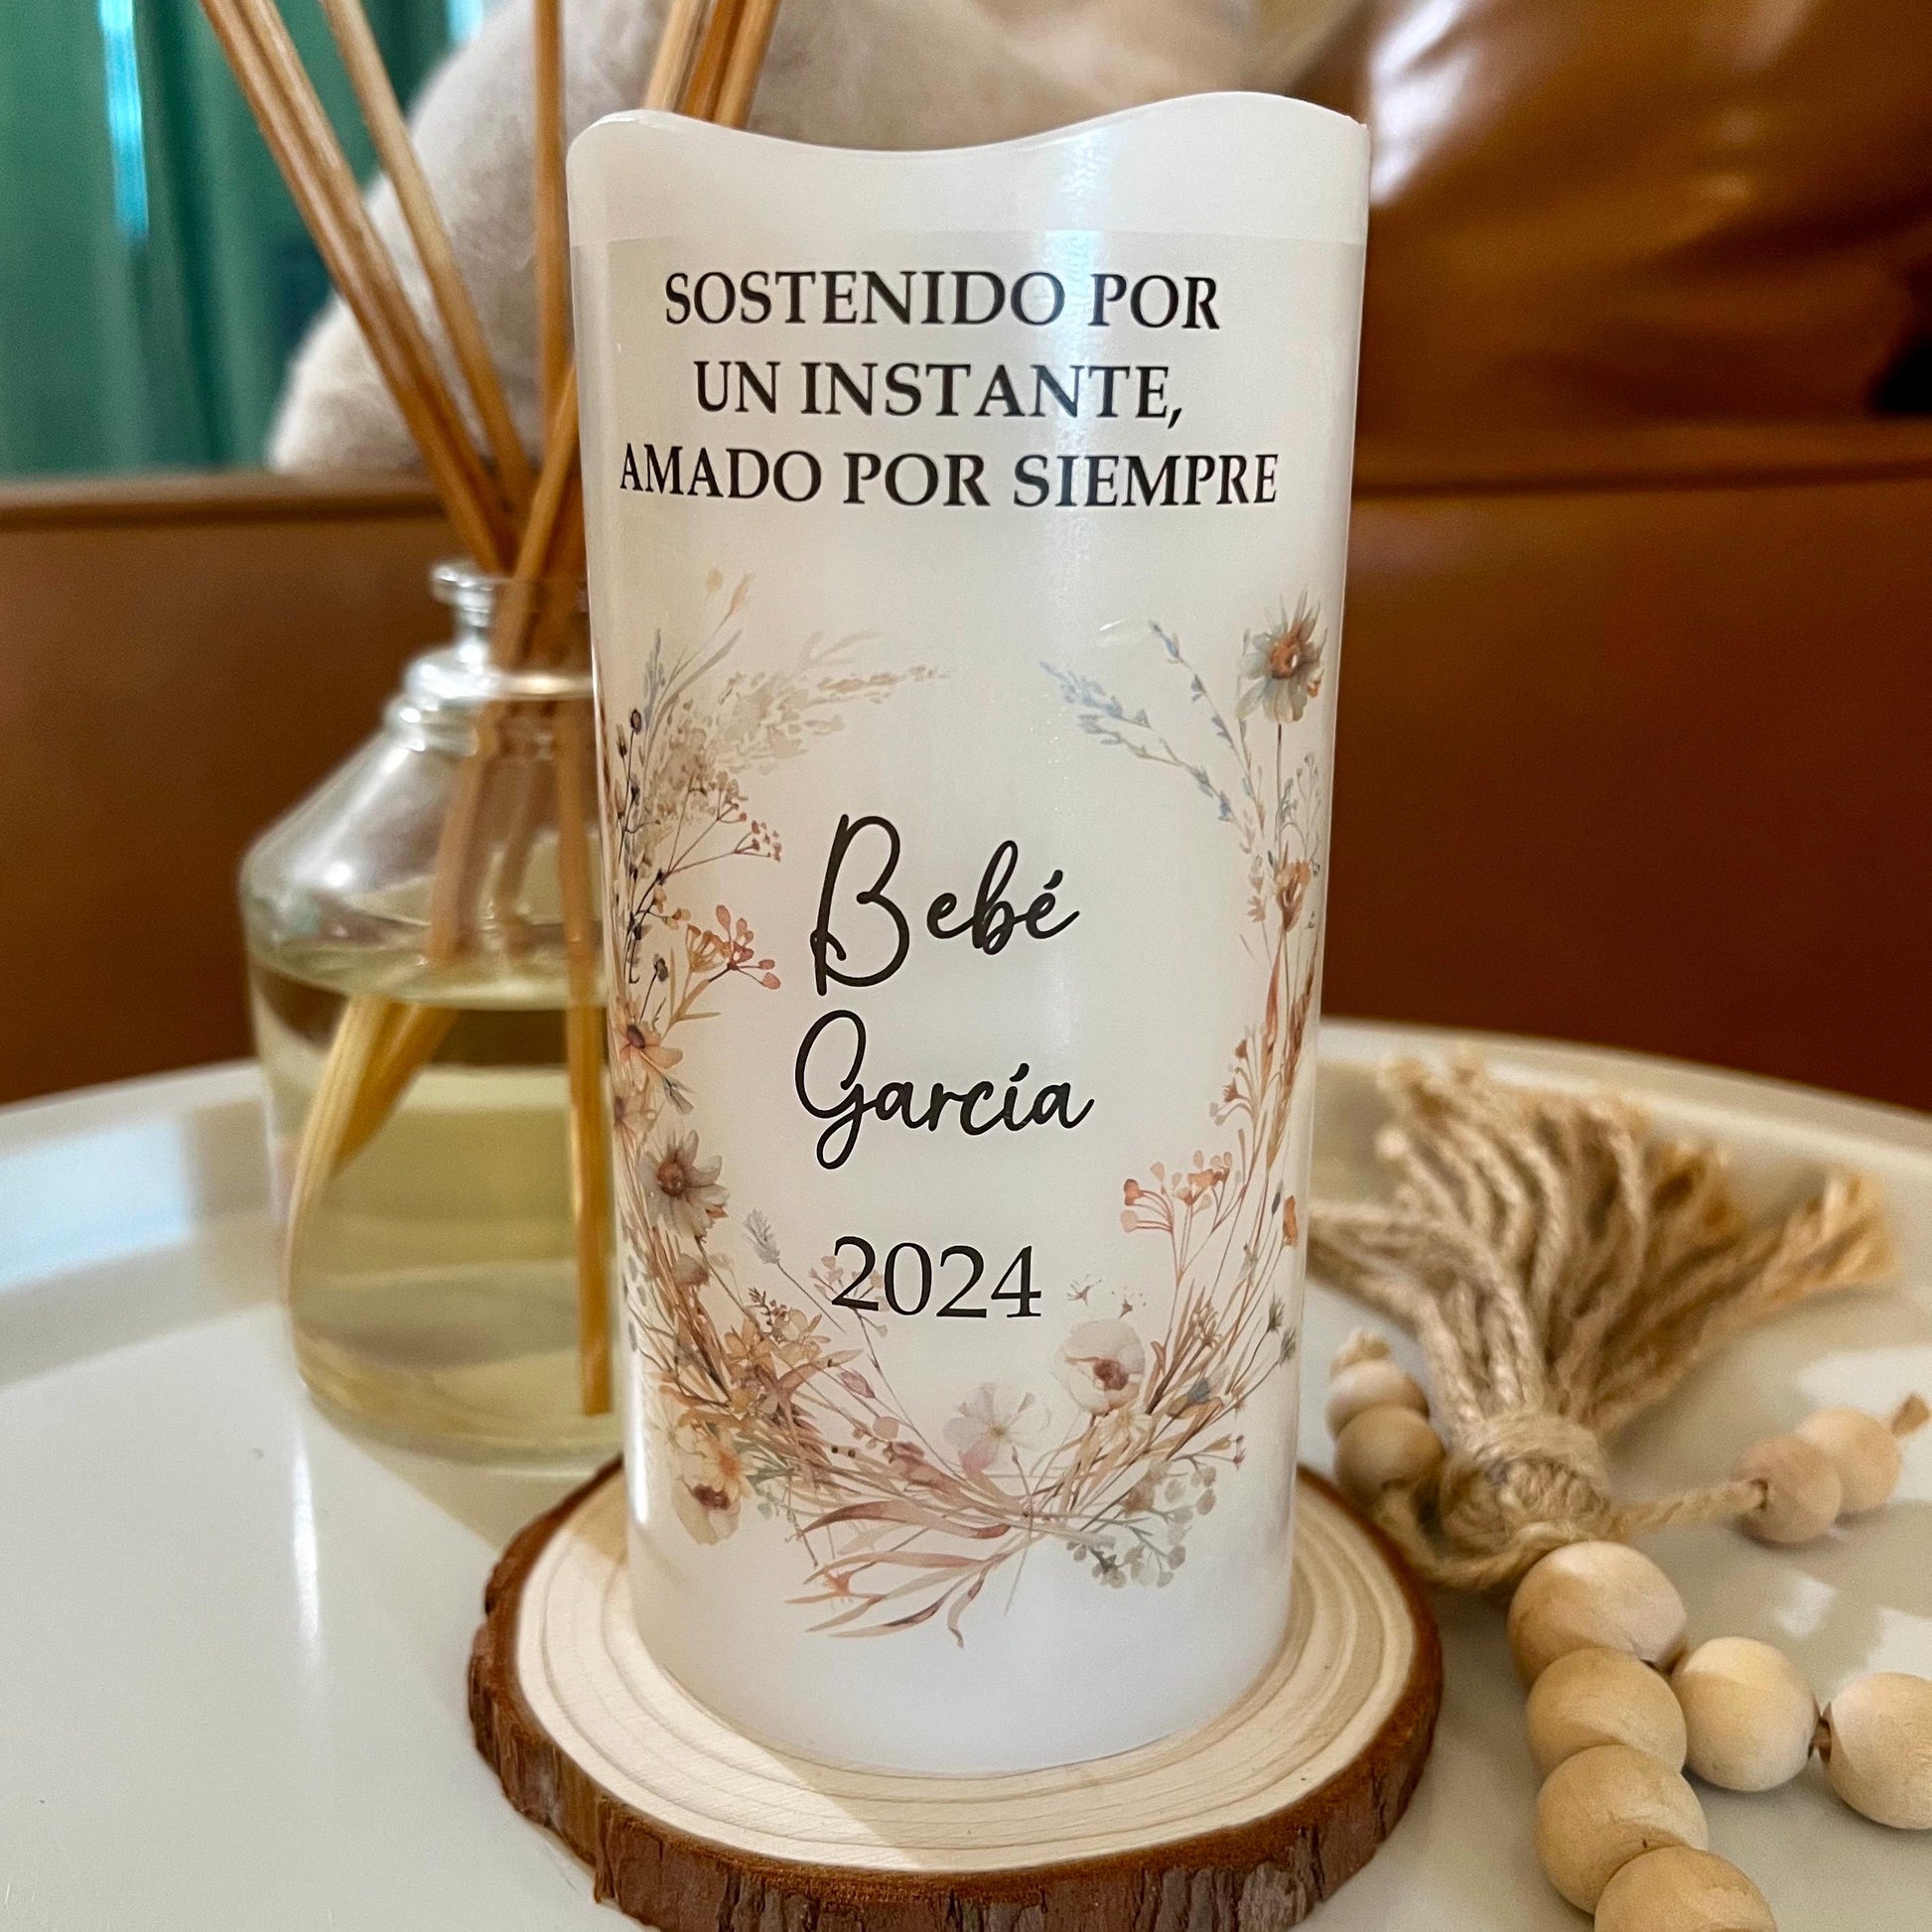 SOSTENIDO POR
UN INSTANTE,
AMADO POR SIEMPRE
Bebé
García
2024